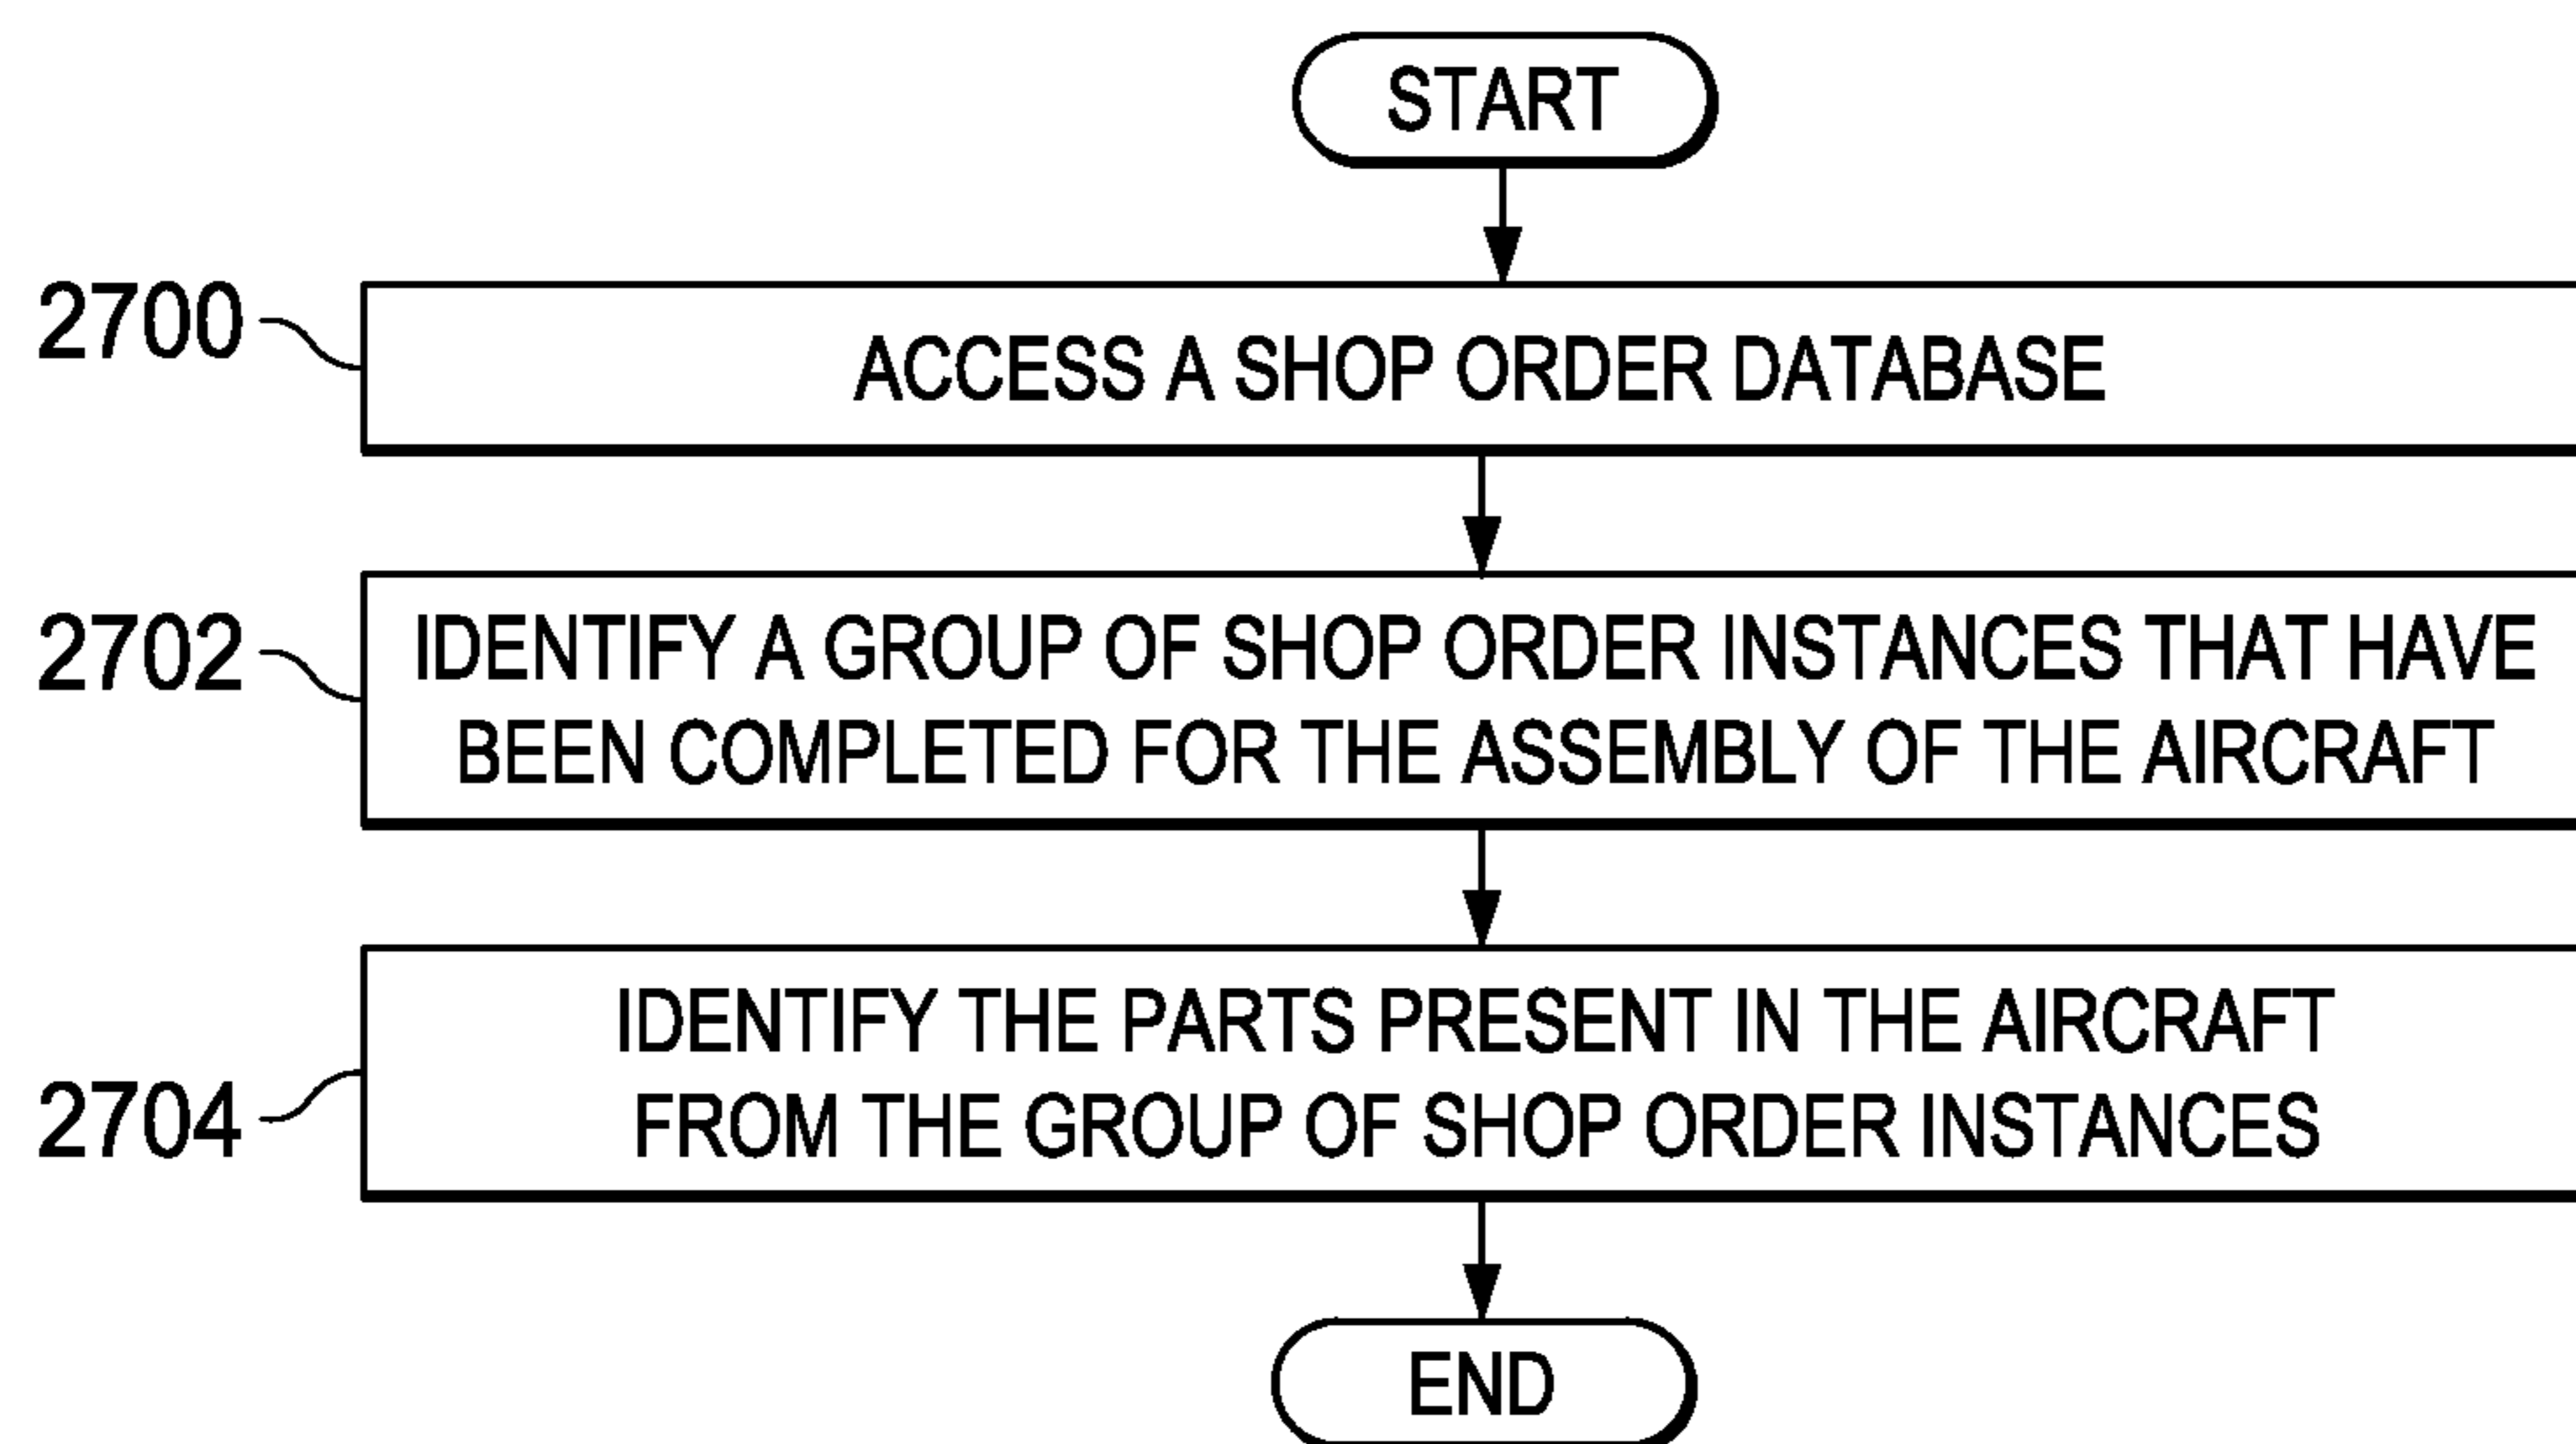 START
2700
ACCESS A SHOP ORDER DATABASE
2702
IDENTIFY A GROUP OF SHOP ORDER INSTANCES THAT HAVE
BEEN COMPLETED FOR THE ASSEMBLY OF THE AIRCRAFT
IDENTIFY THE PARTS PRESENT IN THE AIRCRAFT
2704
FROM THE GROUP OF SHOP ORDER INSTANCES
END